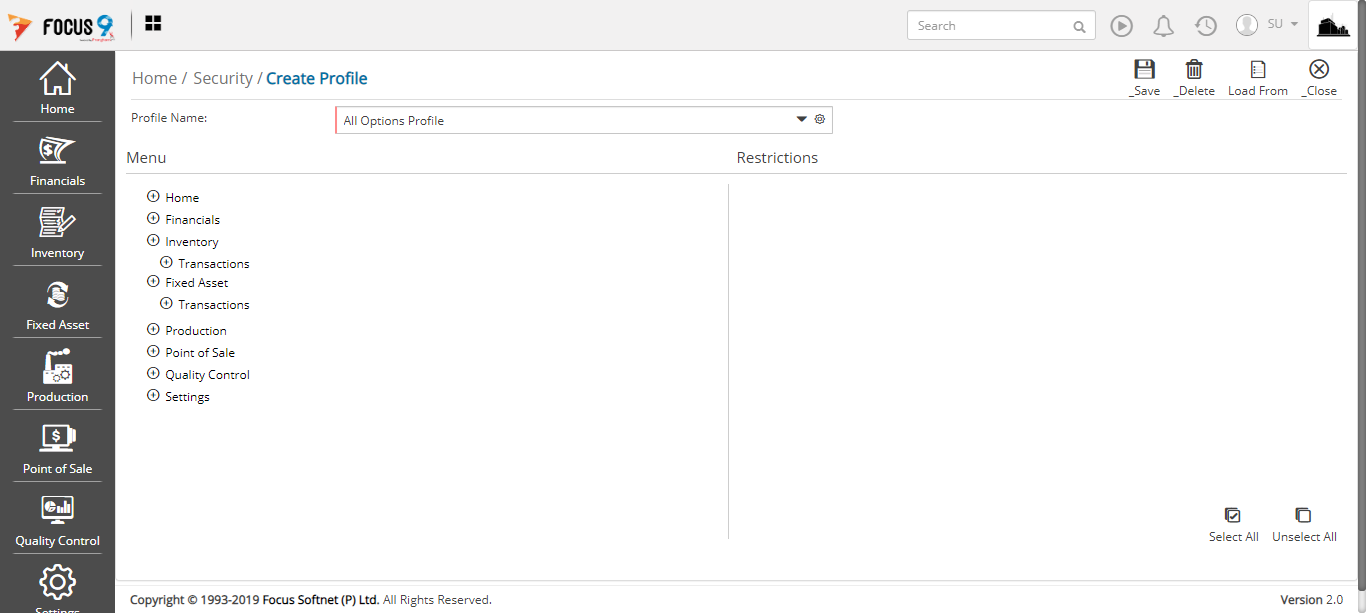 FOCUS 9
Search
SU
Home
Financials
Inventory
Fixed Asset
Production
Point of Sale
Quality Control
Settings
Home / Security / Create Profile
_Save
_Delete
Load From
_Close
Profile Name:
All Options Profile
Menu
Restrictions
Home
Financials
Inventory
Transactions
Fixed Asset
Transactions
Production
Point of Sale
Quality Control
Settings
Select All
Unselect All
Copyright © 1993-2019 Focus Softnet (P) Ltd. All Rights Reserved.
Version 2.0